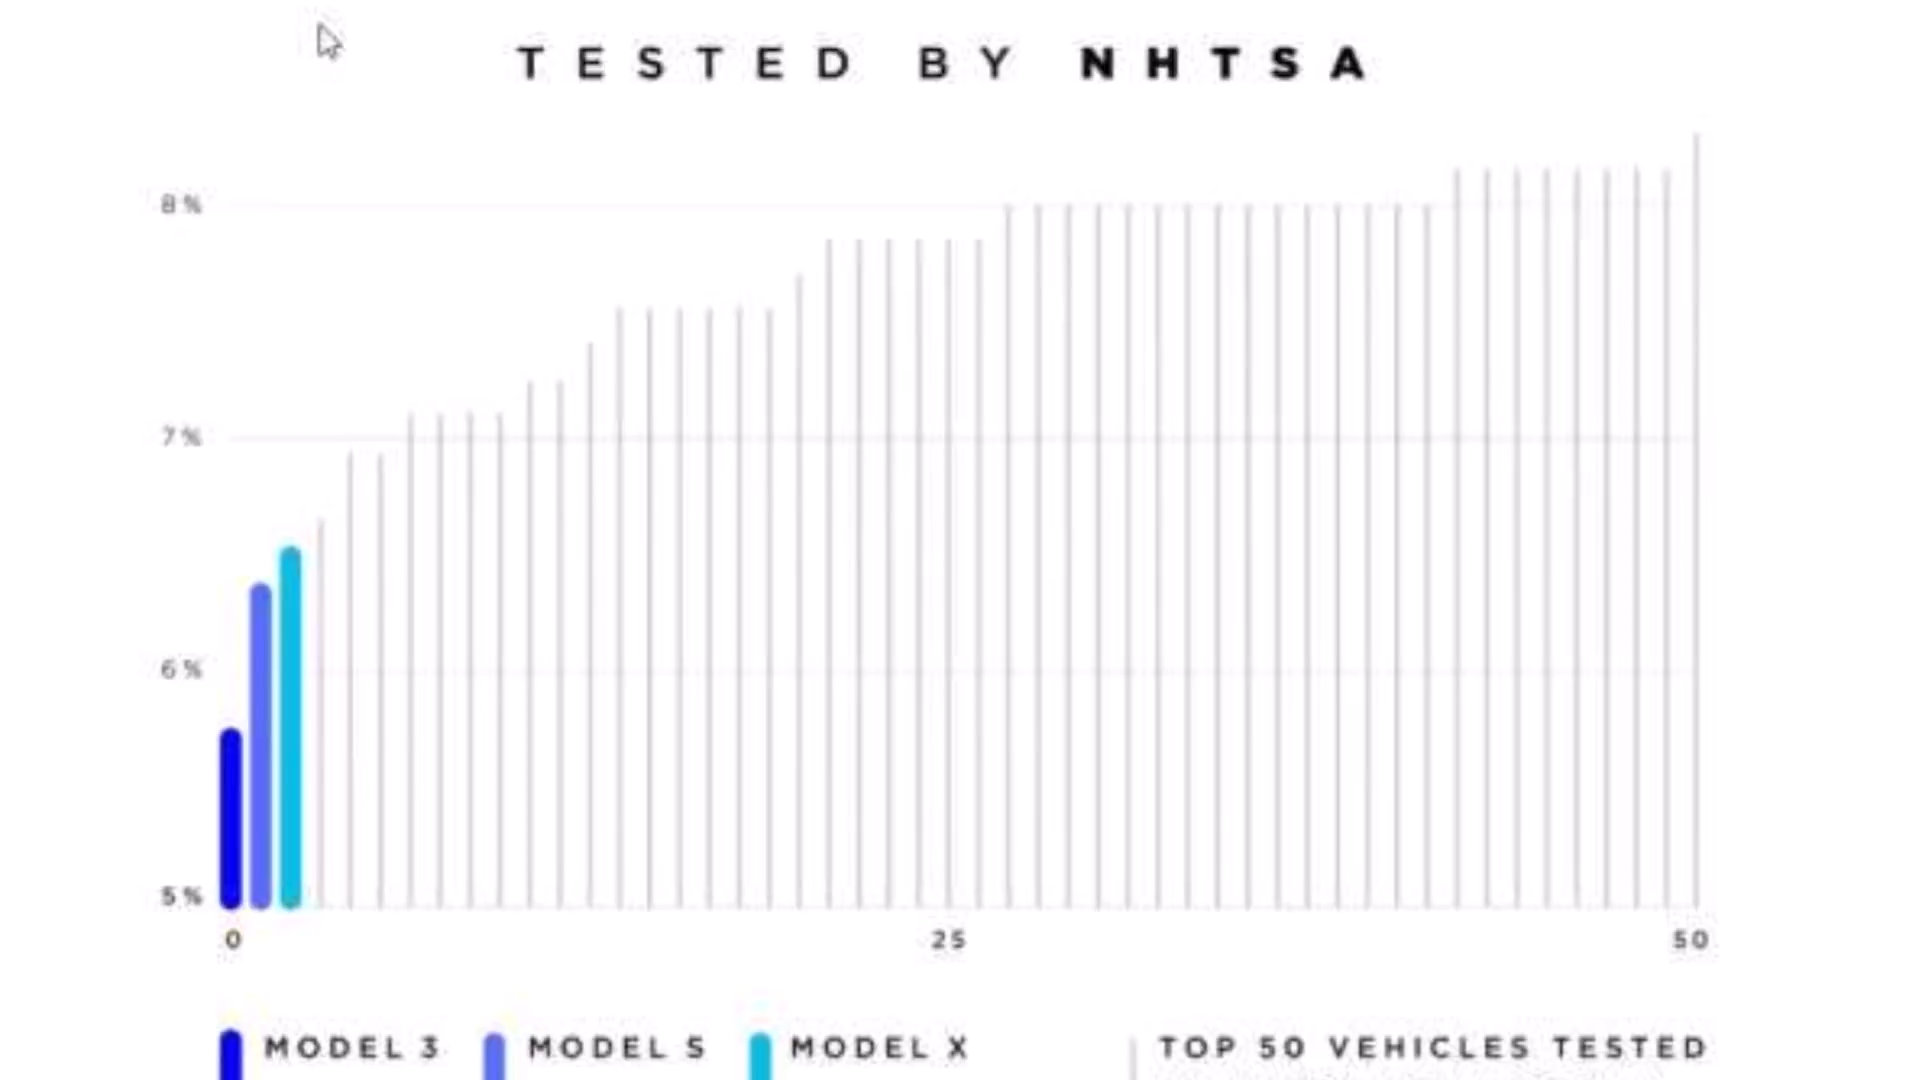 TESTED BY NHTSA
8%
7%
6%
5%
0 25 50
MODEL 3 MODEL S MODEL X TOP 50 VEHICLES TESTED